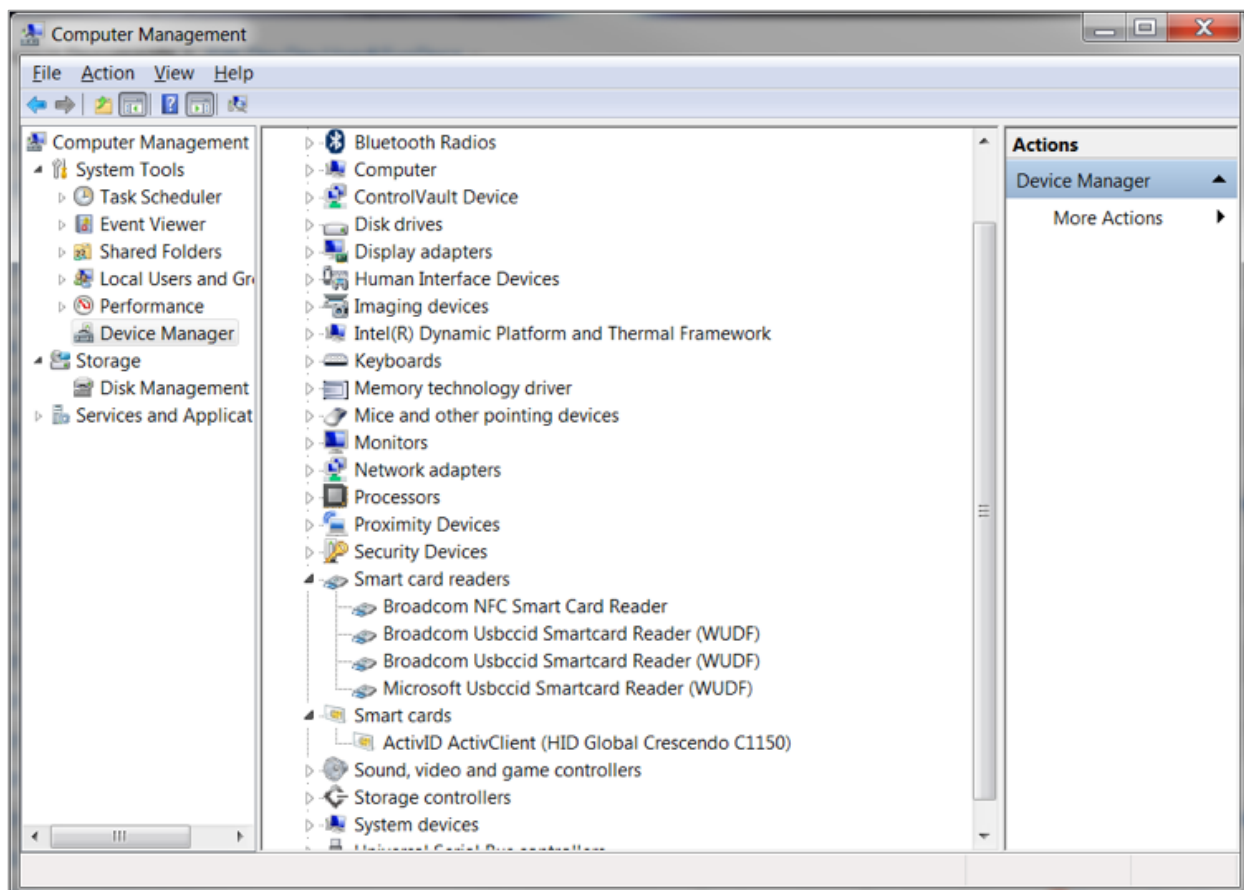 Computer Management
File Action View Help
Computer Management
System Tools
Task Scheduler
Event Viewer
Shared Folders
Local Users and Gr
Performance
Device Manager
Storage
Disk Management
Services and Applicat
Bluetooth Radios
Computer
ControlVault Device
Disk drives
Display adapters
Human Interface Devices
Imaging devices
Intel(R) Dynamic Platform and Thermal Framework
Keyboards
Memory technology driver
Mice and other pointing devices
Monitors
Network adapters
Processors
Proximity Devices
Security Devices
Smart card readers
Broadcom NFC Smart Card Reader
Broadcom Usbccid Smartcard Reader (WUDF)
Broadcom Usbccid Smartcard Reader (WUDF)
Microsoft Usbccid Smartcard Reader (WUDF)
Smart cards
ActivID ActivClient (HID Global Crescendo C1150)
Sound, video and game controllers
Storage controllers
System devices
Universal Serial Bus controllers
Actions
Device Manager
More Actions